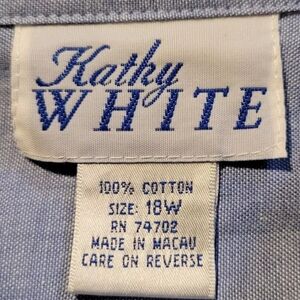 Kathy
WHITE
100% COTTON
SIZE: 18W
RN 74702
MADE IN MACAU
CARE ON REVERSE